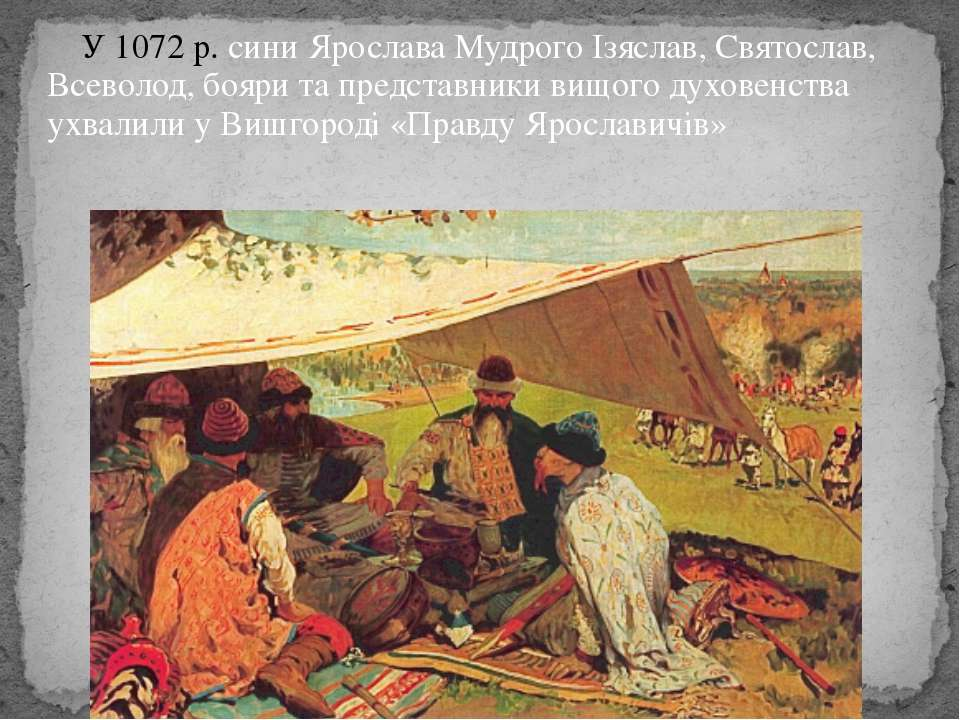 У 1072 р. сини Ярослава Мудрого Ізяслав, Святослав,
Всеволод, бояри та представники вищого духовенства
ухвалили у Вишгороді «Правду Ярославичів»